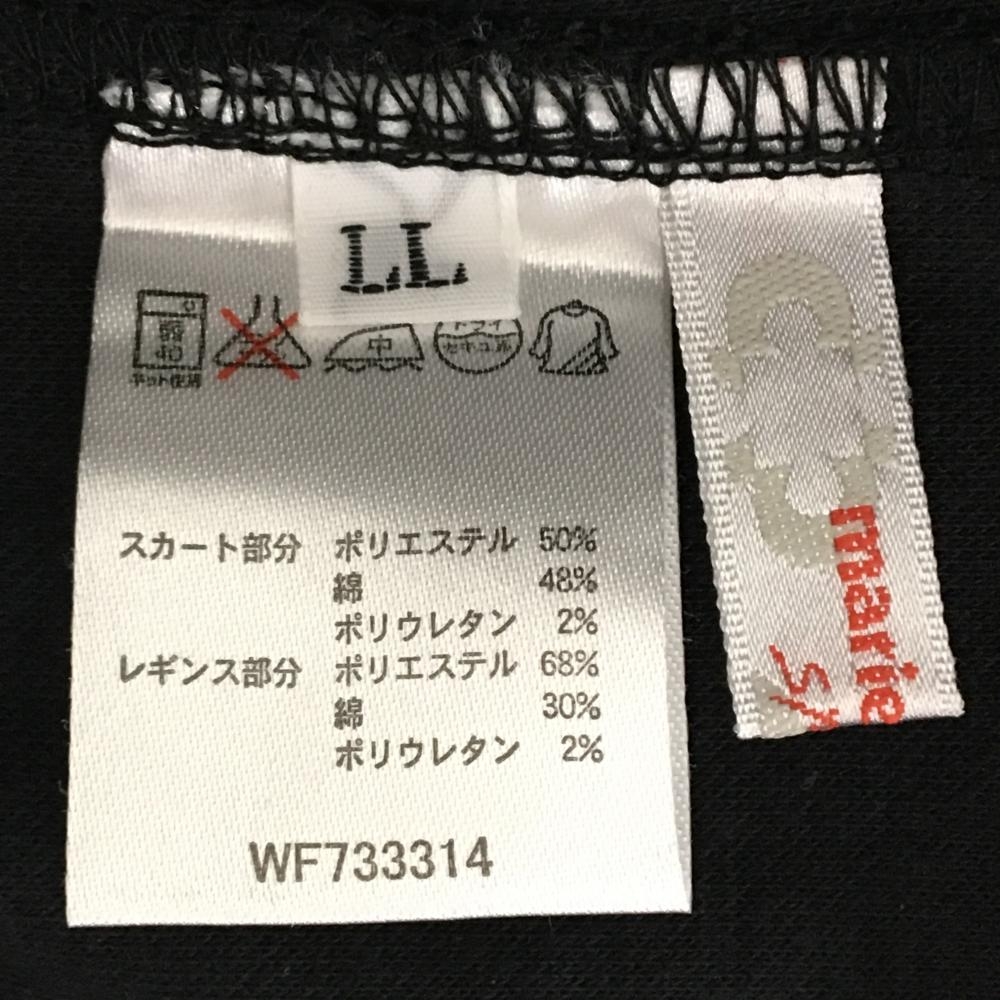 LL
40
ネット使用
中
ドライ
セキユ系
スカート部分 ポリエステル 50%
綿 48%
ポリウレタン 2%
レギンス部分 ポリエステル 68%
綿 30%
ポリウレタン 2%
WF733314
marie